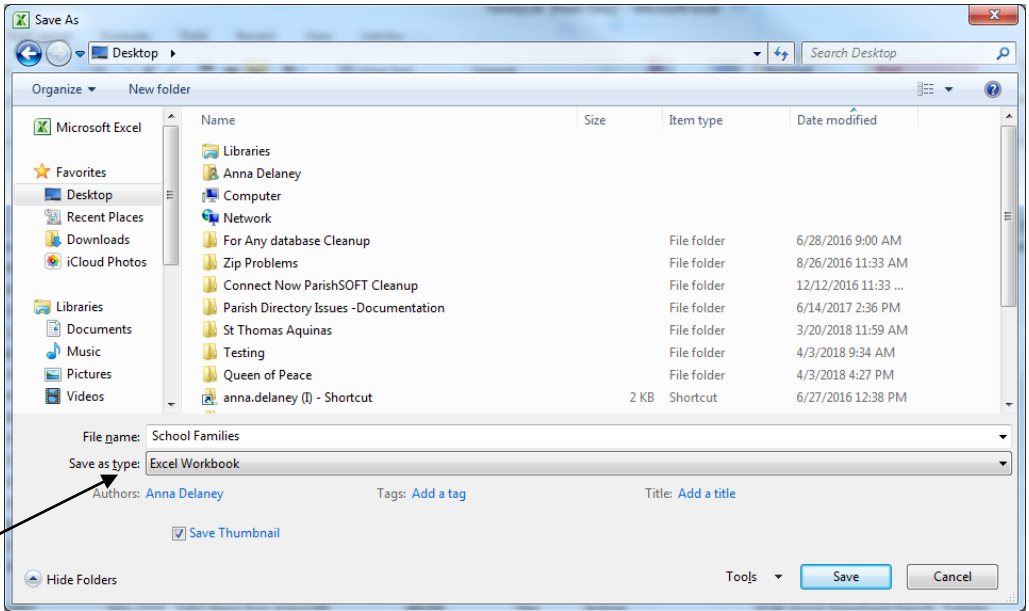 Save As
Desktop
Search Desktop
Organize New folder
Microsoft Excel
Favorites
Desktop
Recent Places
Downloads
iCloud Photos
Libraries
Documents
Music
Pictures
Videos
Name Size Item type Date modified
Libraries
Anna Delaney
Computer
Network
For Any database Cleanup File folder 6/28/2016 9:00 AM
Zip Problems File folder 8/26/2016 11:33 AM
Connect Now ParishSOFT Cleanup File folder 12/12/2016 11:33 ...
Parish Directory Issues -Documentation File folder 6/14/2017 2:36 PM
St Thomas Aquinas File folder 3/20/2018 11:59 AM
Testing File folder 4/3/2018 9:34 AM
Queen of Peace File folder 4/3/2018 4:27 PM
anna.delaney (I) - Shortcut 2 KB Shortcut 6/27/2016 12:38 PM
File name: School Families
Save as type: Excel Workbook
Authors: Anna Delaney Tags: Add a tag Title: Add a title
Save Thumbnail
Hide Folders Tools Save Cancel